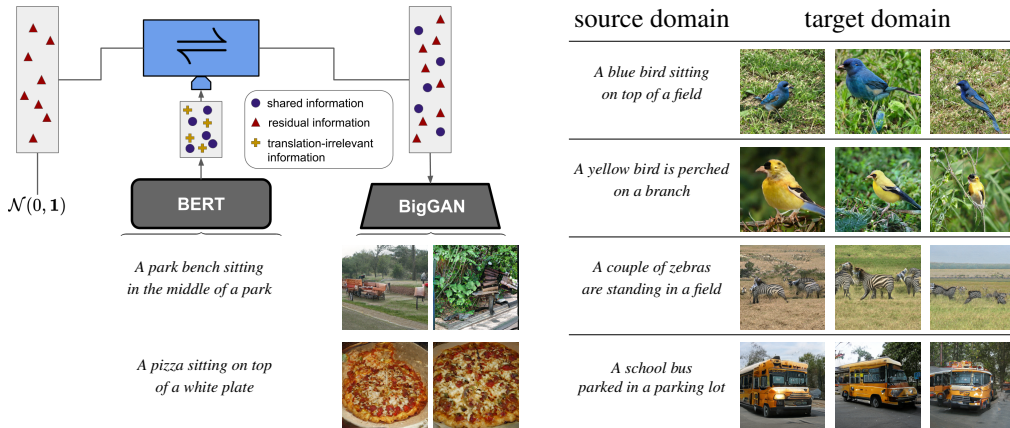 shared information
residual information
translation-irrelevant
information
𝒩(0, 1)
BERT
BigGAN
A park bench sitting
in the middle of a park
A pizza sitting on top
of a white plate
source domain
target domain
A blue bird sitting
on top of a field
A yellow bird is perched
on a branch
A couple of zebras
are standing in a field
A school bus
parked in a parking lot